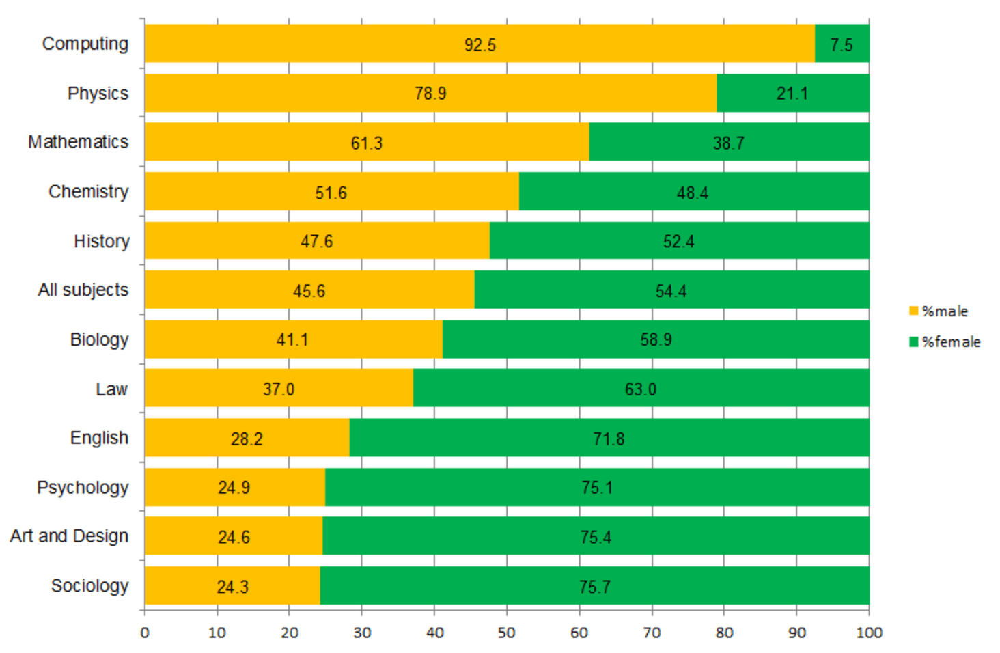 Computing 92.5 7.5
Physics 78.9 21.1
Mathematics 61.3 38.7
Chemistry 51.6 48.4
History 47.6 52.4
All subjects 45.6 54.4
Biology 41.1 58.9
Law 37.0 63.0
English 28.2 71.8
Psychology 24.9 75.1
Art and Design 24.6 75.4
Sociology 24.3 75.7
0 10 20 30 40 50 60 70 80 90 100
%male
%female